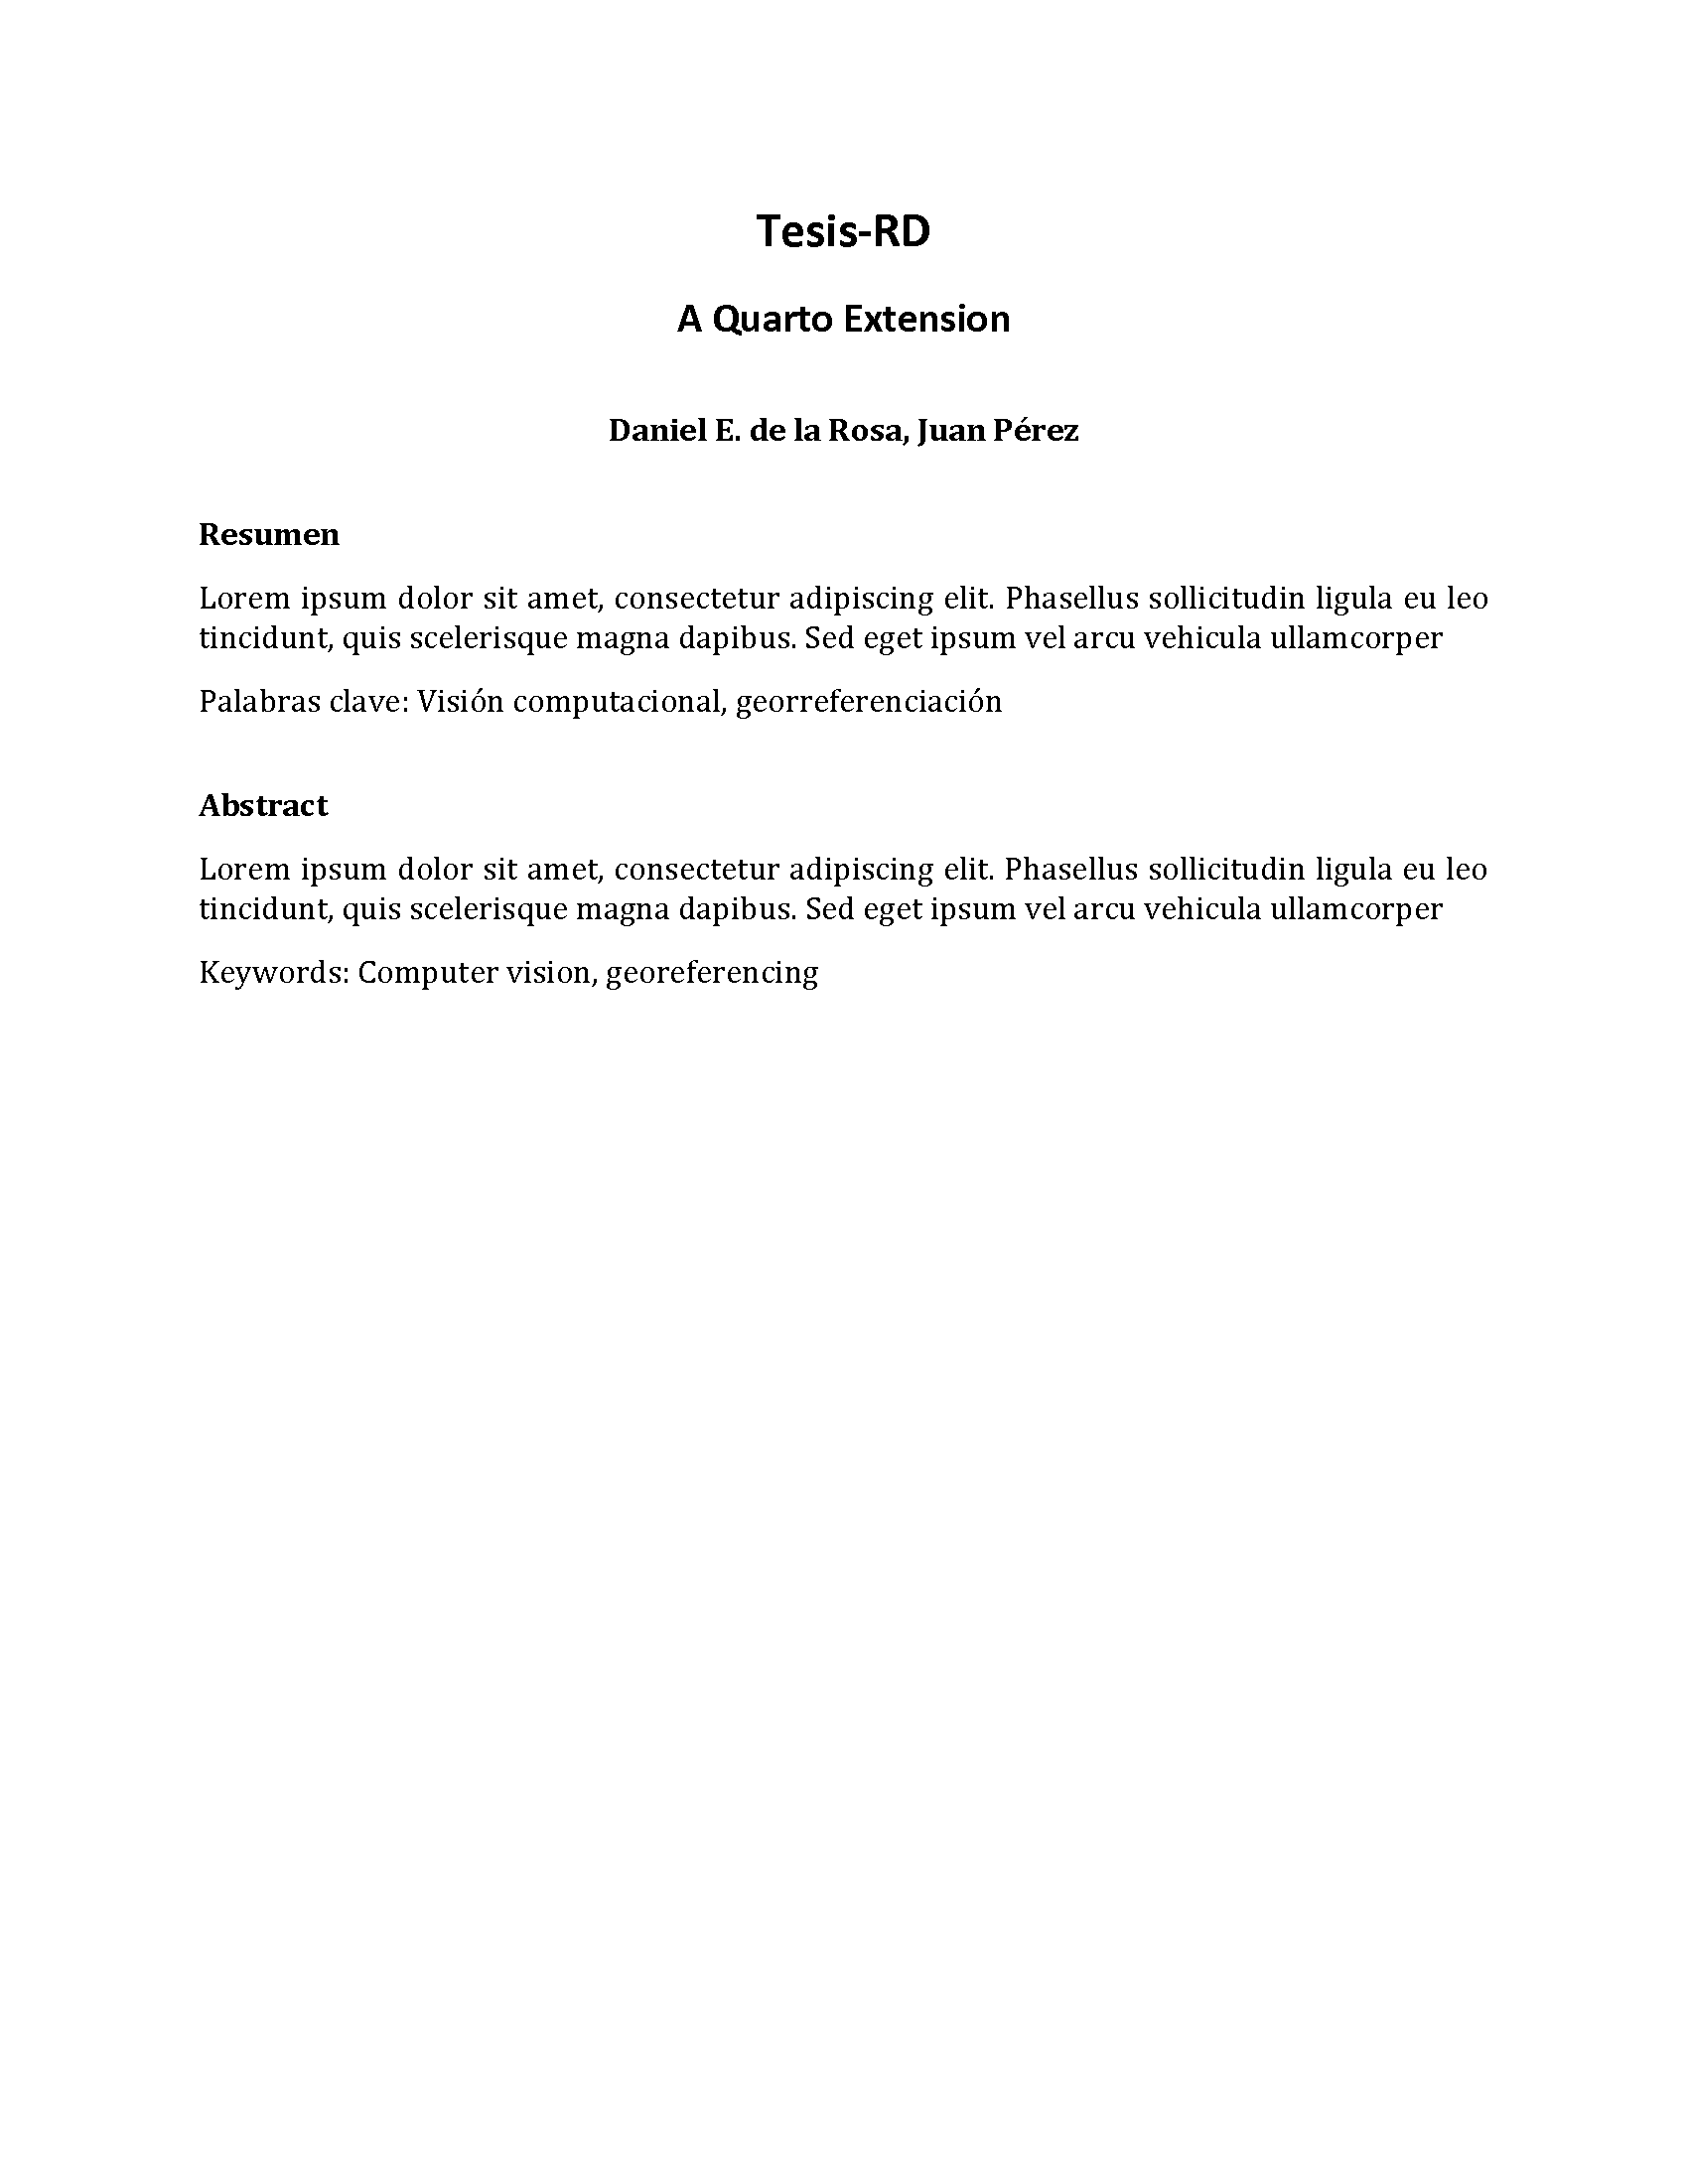 Tesis-RD
A Quarto Extension
Daniel E. de la Rosa, Juan Pérez
Resumen
Lorem ipsum dolor sit amet, consectetur adipiscing elit. Phasellus sollicitudin ligula eu leo
tincidunt, quis scelerisque magna dapibus. Sed eget ipsum vel arcu vehicula ullamcorper
Palabras clave: Visión computacional, georreferenciación
Abstract
Lorem ipsum dolor sit amet, consectetur adipiscing elit. Phasellus sollicitudin ligula eu leo
tincidunt, quis scelerisque magna dapibus. Sed eget ipsum vel arcu vehicula ullamcorper
Keywords: Computer vision, georeferencing